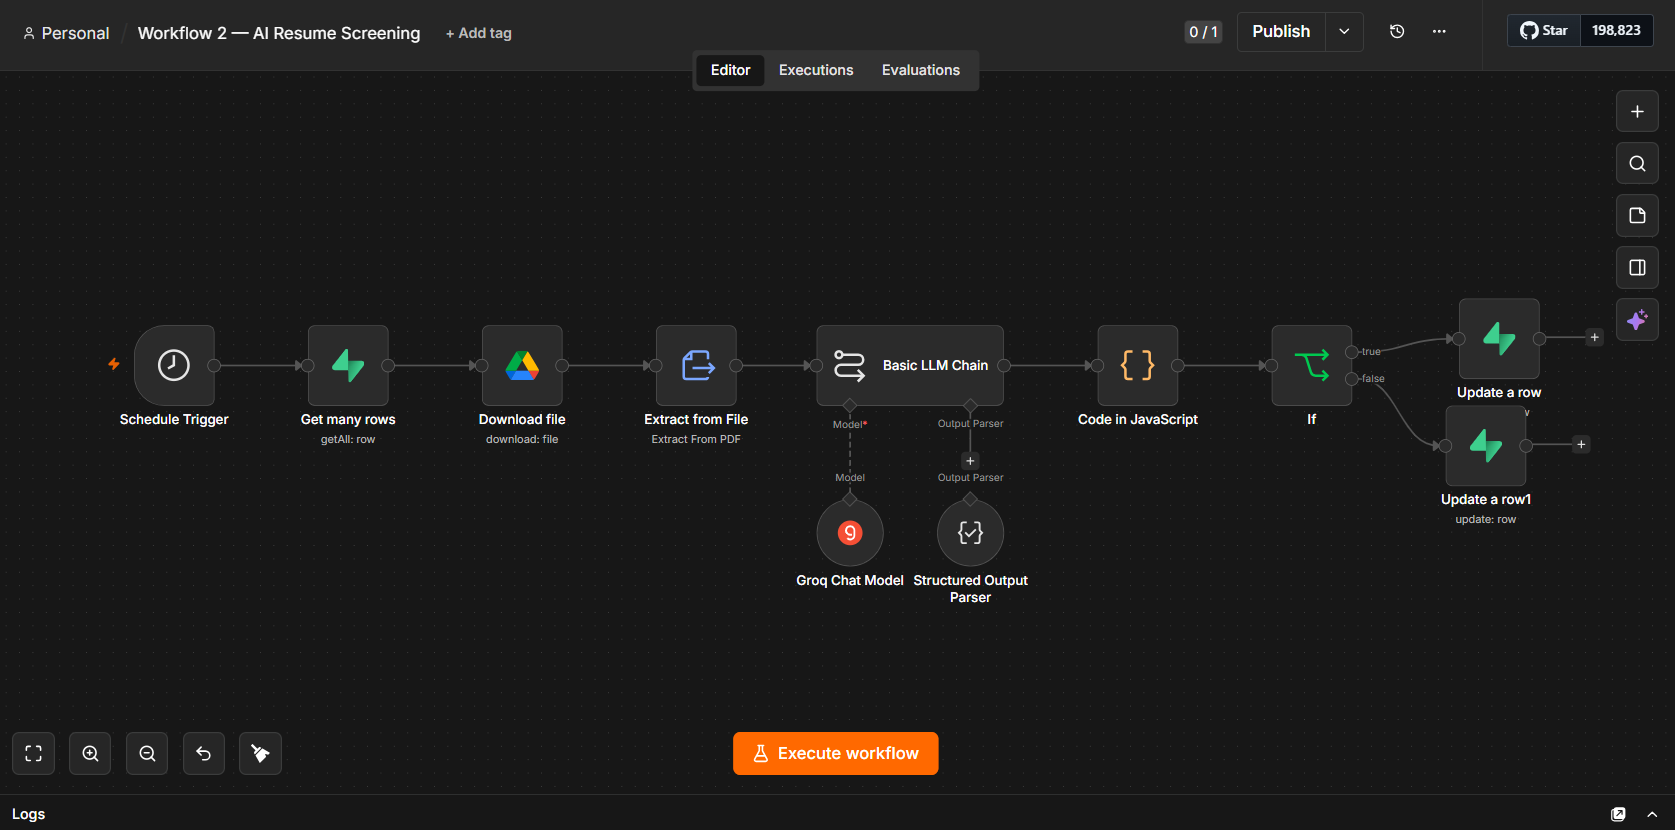 Personal / Workflow 2 — AI Resume Screening + Add tag
0 / 1
Publish
Star 198,823
Editor Executions Evaluations
Schedule Trigger
Get many rows
getAll: row
Download file
download: file
Extract from File
Extract From PDF
Basic LLM Chain
Model*
Output Parser
Model
Output Parser
Groq Chat Model
Structured Output
Parser
Code in JavaScript
If
true
false
Update a row
Update a row1
update: row
Execute workflow
Logs